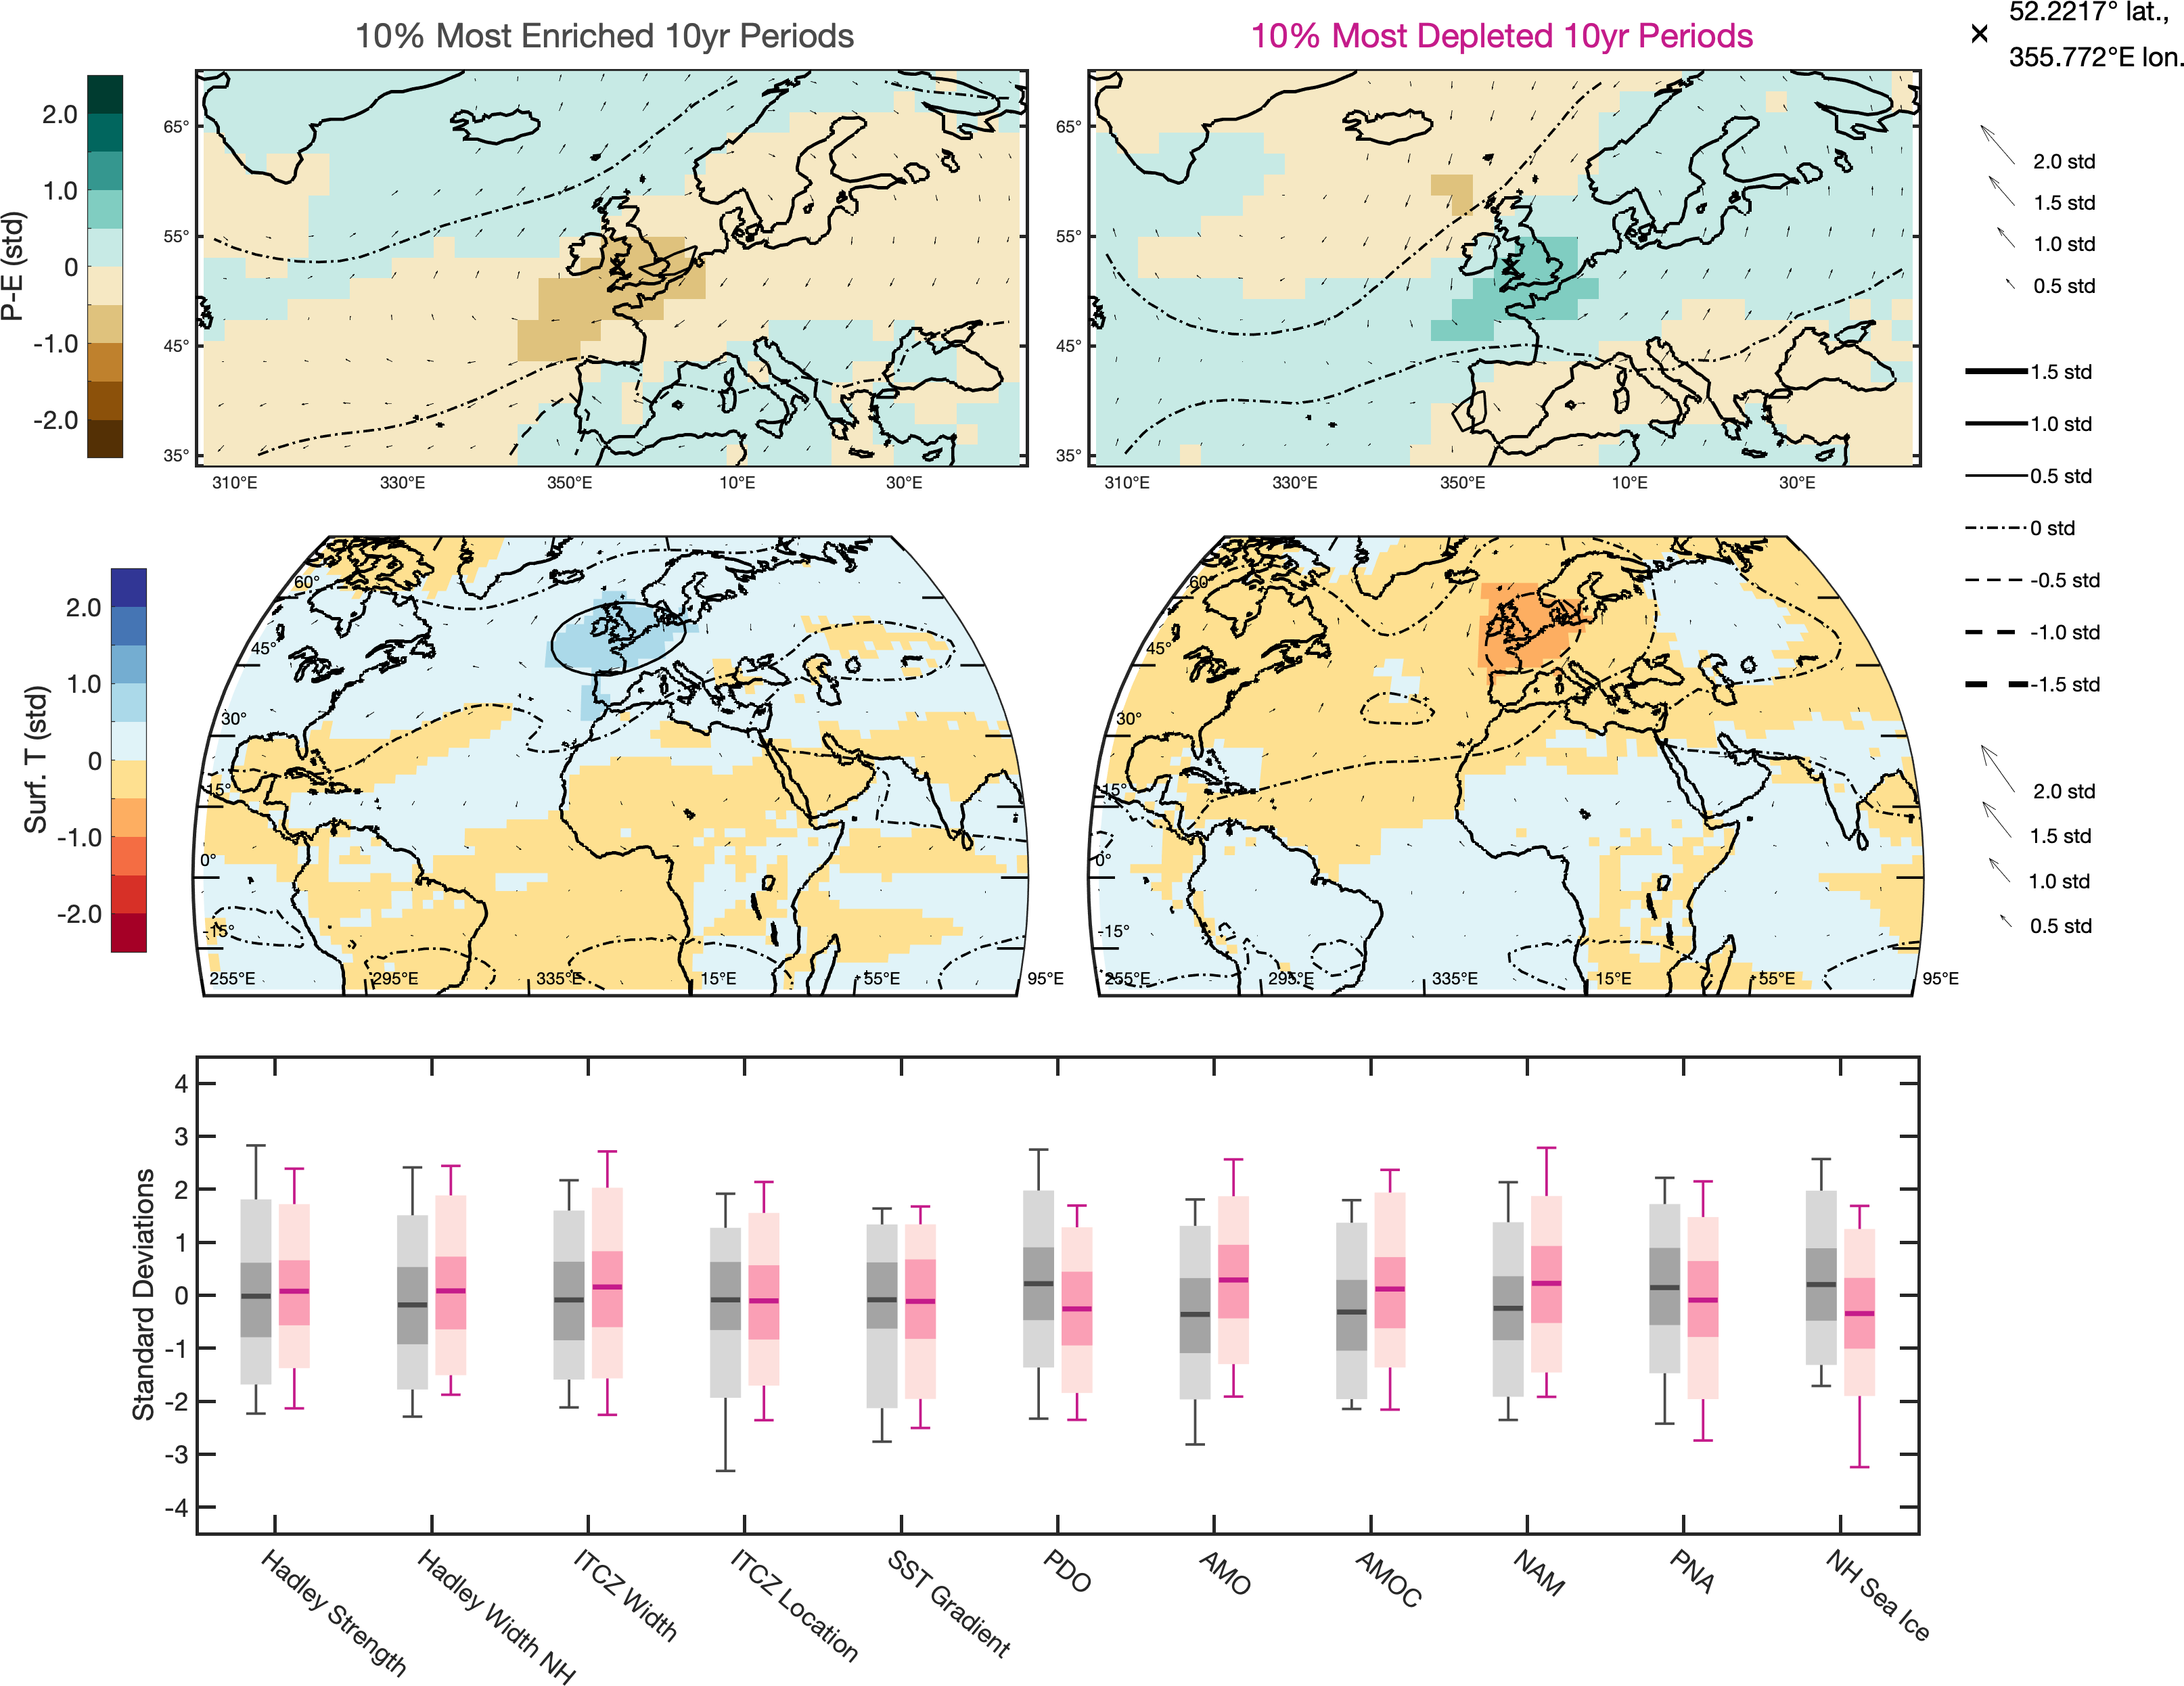 10% Most Enriched 10yr Periods
10% Most Depleted 10yr Periods
52.2217° lat.,
355.772°E lon.
P-E (std)
2.0
1.0
0
-1.0
-2.0
65°
55°
45°
35°
310°E
330°E
350°E
10°E
30°E
65°
55°
45°
35°
310°E
330°E
350°E
10°E
30°E
2.0 std
1.5 std
1.0 std
0.5 std
1.5 std
1.0 std
0.5 std
0 std
-0.5 std
-1.0 std
-1.5 std
Surf. T (std)
2.0
1.0
0
-1.0
-2.0
60°
45°
30°
15°
0°
-15°
255°E
295°E
335°E
15°E
55°E
95°E
60°
45°
30°
15°
0°
-15°
255°E
295°E
335°E
15°E
55°E
95°E
2.0 std
1.5 std
1.0 std
0.5 std
Standard Deviations
4
3
2
1
0
-1
-2
-3
-4
Hadley Strength
Hadley Width NH
ITCZ Width
ITCZ Location
SST Gradient
PDO
AMO
AMOC
NAM
PNA
NH Sea Ice